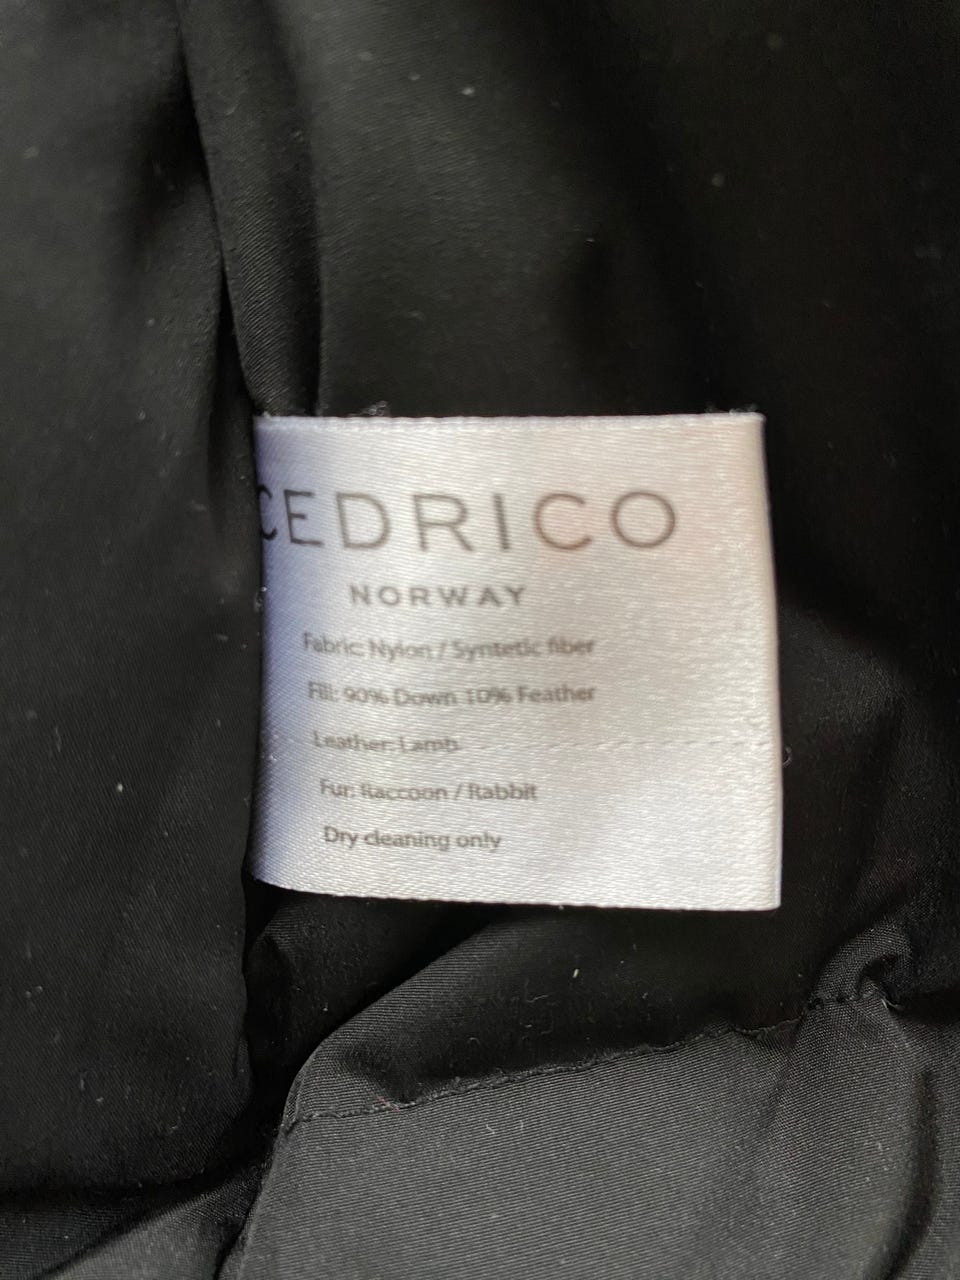 CEDRICO
NORWAY
Fabric: Nylon / Syntetic fiber
Fill: 90% Down 10% Feather
Leather: Lamb
Fur: Raccoon / Rabbit
Dry cleaning only